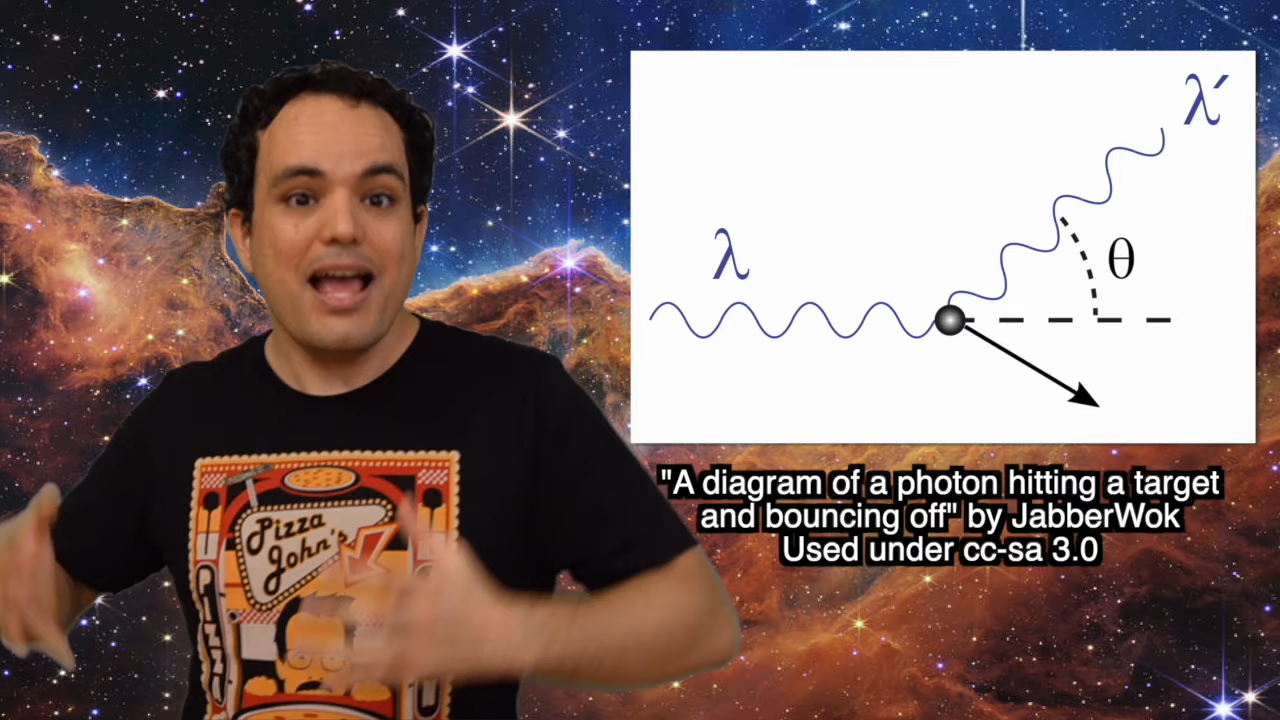 λ´
λ
θ
"A diagram of a photon hitting a target
and bouncing off" by JabberWok
Used under cc-sa 3.0
Pizza
John's